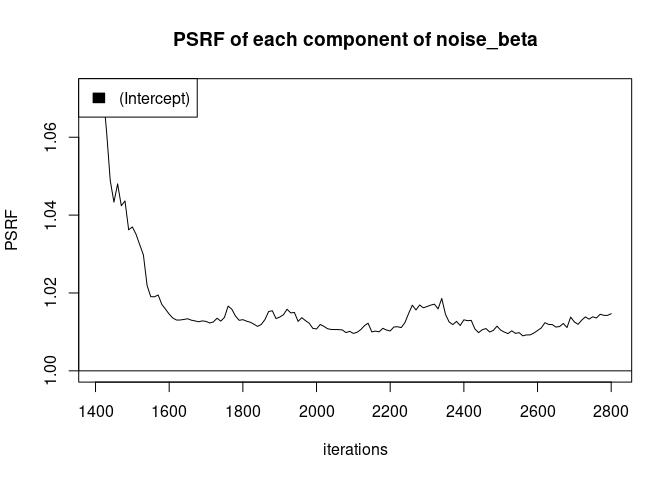 PSRF of each component of noise_beta
(Intercept)
PSRF
1.06
1.04
1.02
1.00
1400 1600 1800 2000 2200 2400 2600 2800
iterations